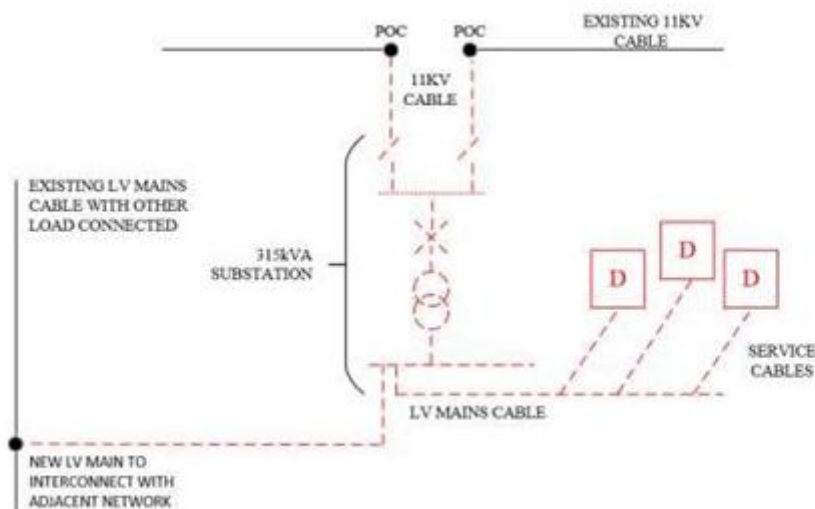 POC
POC
EXISTING 11KV
CABLE
11KV
CABLE
EXISTING LV MAINS
CABLE WITH OTHER
LOAD CONNECTED
315kVA
SUBSTATION
D
D
D
SERVICE
CABLES
LV MAINS CABLE
NEW LV MAIN TO
INTERCONNECT WITH
ADJACENT NETWORK